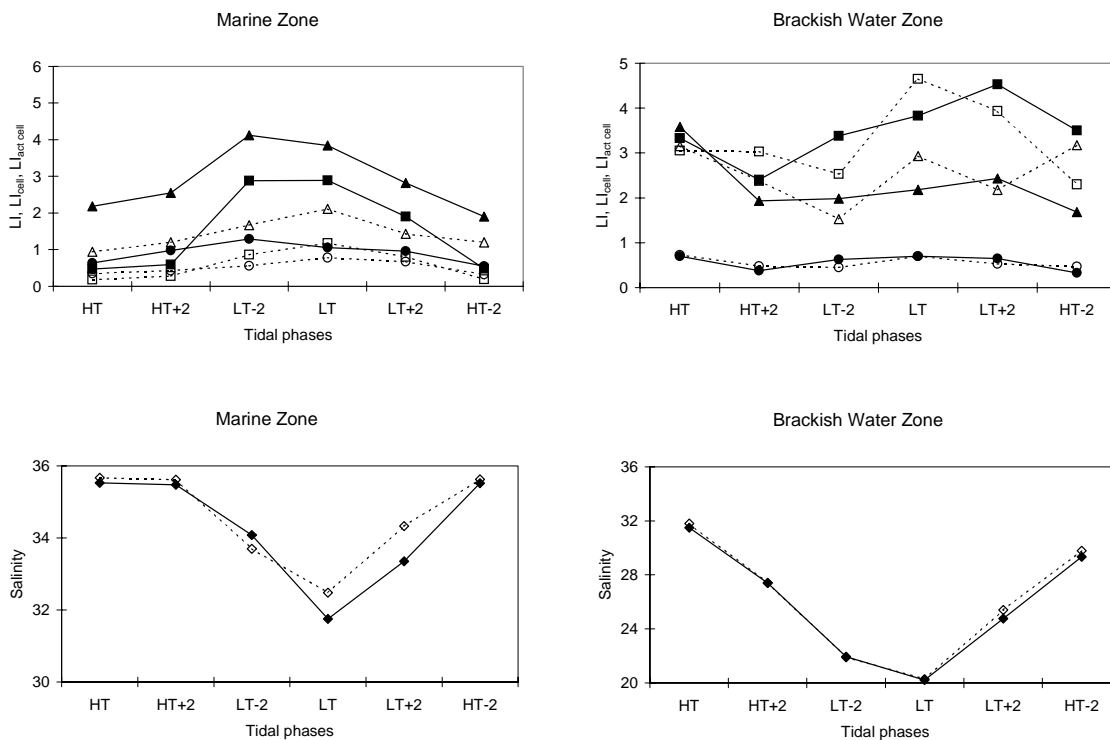 Marine Zone
6
5
4
3
2
1
0
LI, LIcell, LIact cell
HT HT+2 LT-2 LT LT+2 HT-2
Tidal phases
Brackish Water Zone
5
4
3
2
1
0
LI, LIcell, LIact cell
HT HT+2 LT-2 LT LT+2 HT-2
Tidal phases
Marine Zone
36
34
32
30
Salinity
HT HT+2 LT-2 LT LT+2 HT-2
Tidal phases
Brackish Water Zone
36
32
28
24
20
Salinity
HT HT+2 LT-2 LT LT+2 HT-2
Tidal phases